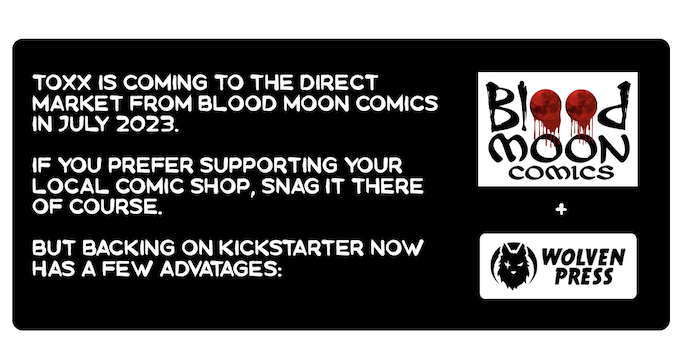 TOXX IS COMING TO THE DIRECT
MARKET FROM BLOOD MOON COMICS
IN JULY 2023.
IF YOU PREFER SUPPORTING YOUR
LOCAL COMIC SHOP, SNAG IT THERE
OF COURSE.
BUT BACKING ON KICKSTARTER NOW
HAS A FEW ADVATAGES:
Blood
MOON
COMICS
+
WOLVEN
PRESS